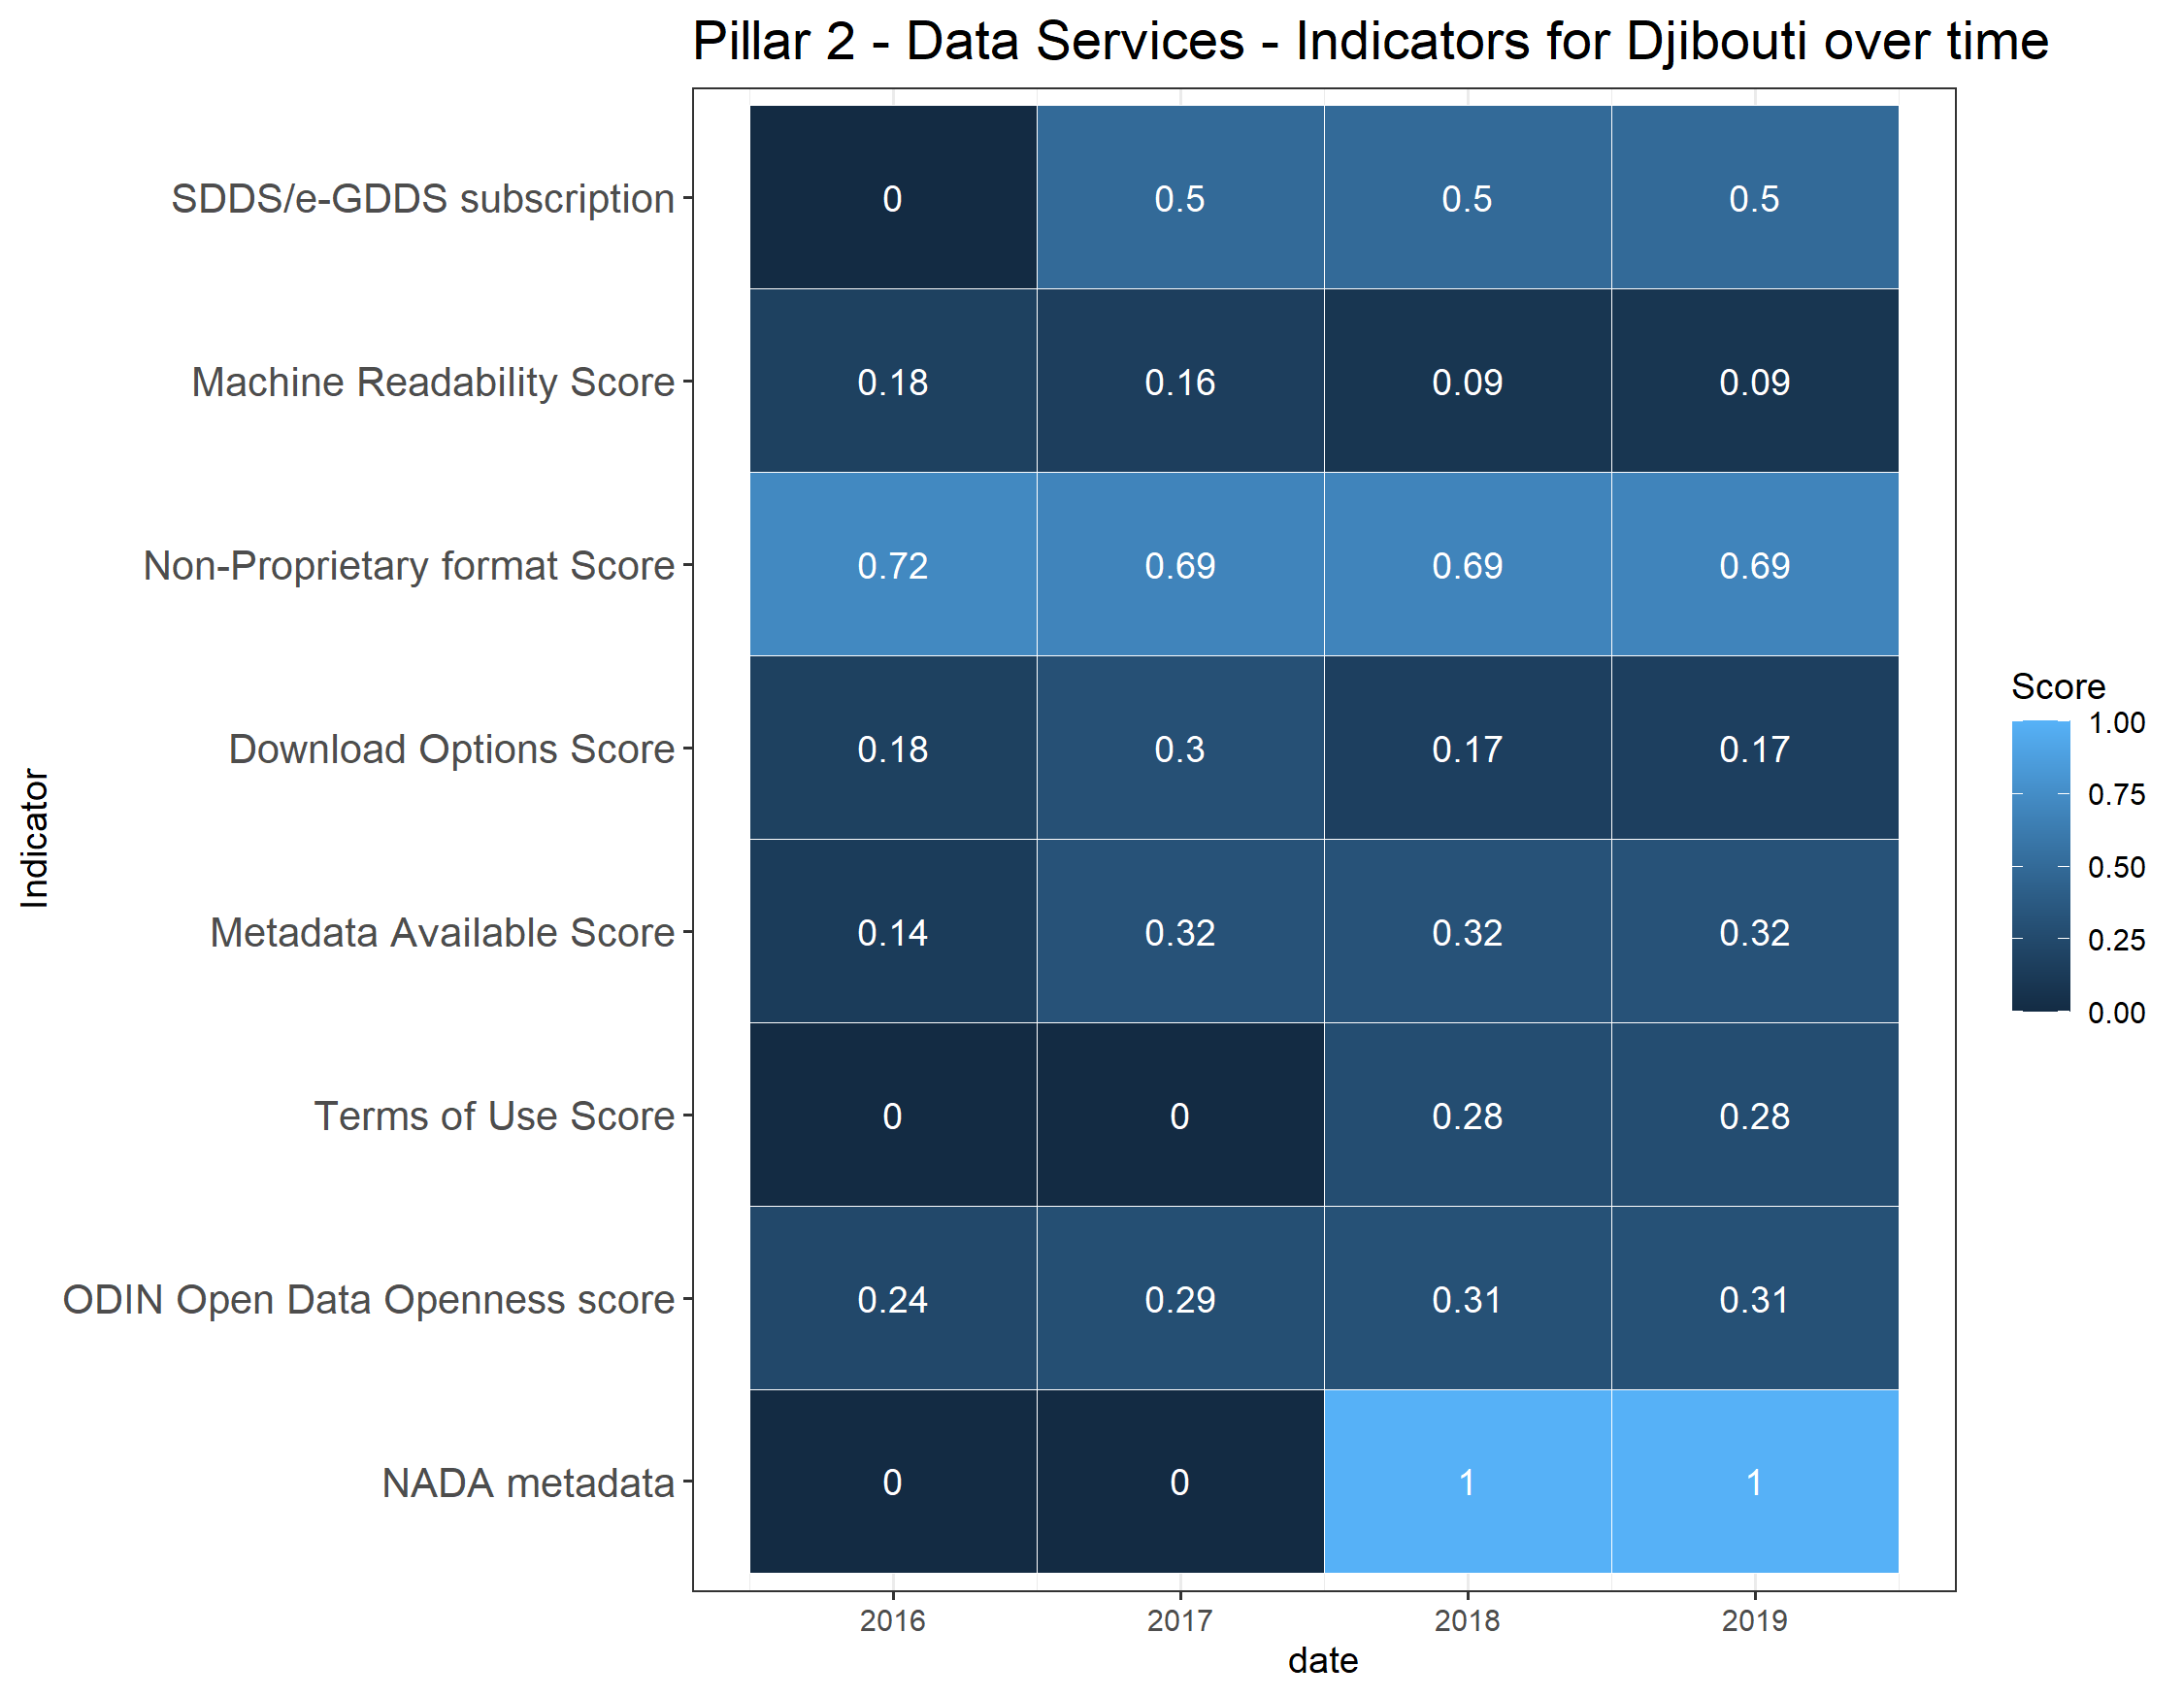 Pillar 2 - Data Services - Indicators for Djibouti over time
Indicator
SDDS/e-GDDS subscription 0 0.5 0.5 0.5
Machine Readability Score 0.18 0.16 0.09 0.09
Non-Proprietary format Score 0.72 0.69 0.69 0.69
Download Options Score 0.18 0.3 0.17 0.17
Metadata Available Score 0.14 0.32 0.32 0.32
Terms of Use Score 0 0 0.28 0.28
ODIN Open Data Openness score 0.24 0.29 0.31 0.31
NADA metadata 0 0 1 1
2016 2017 2018 2019
date
Score
1.00
0.75
0.50
0.25
0.00